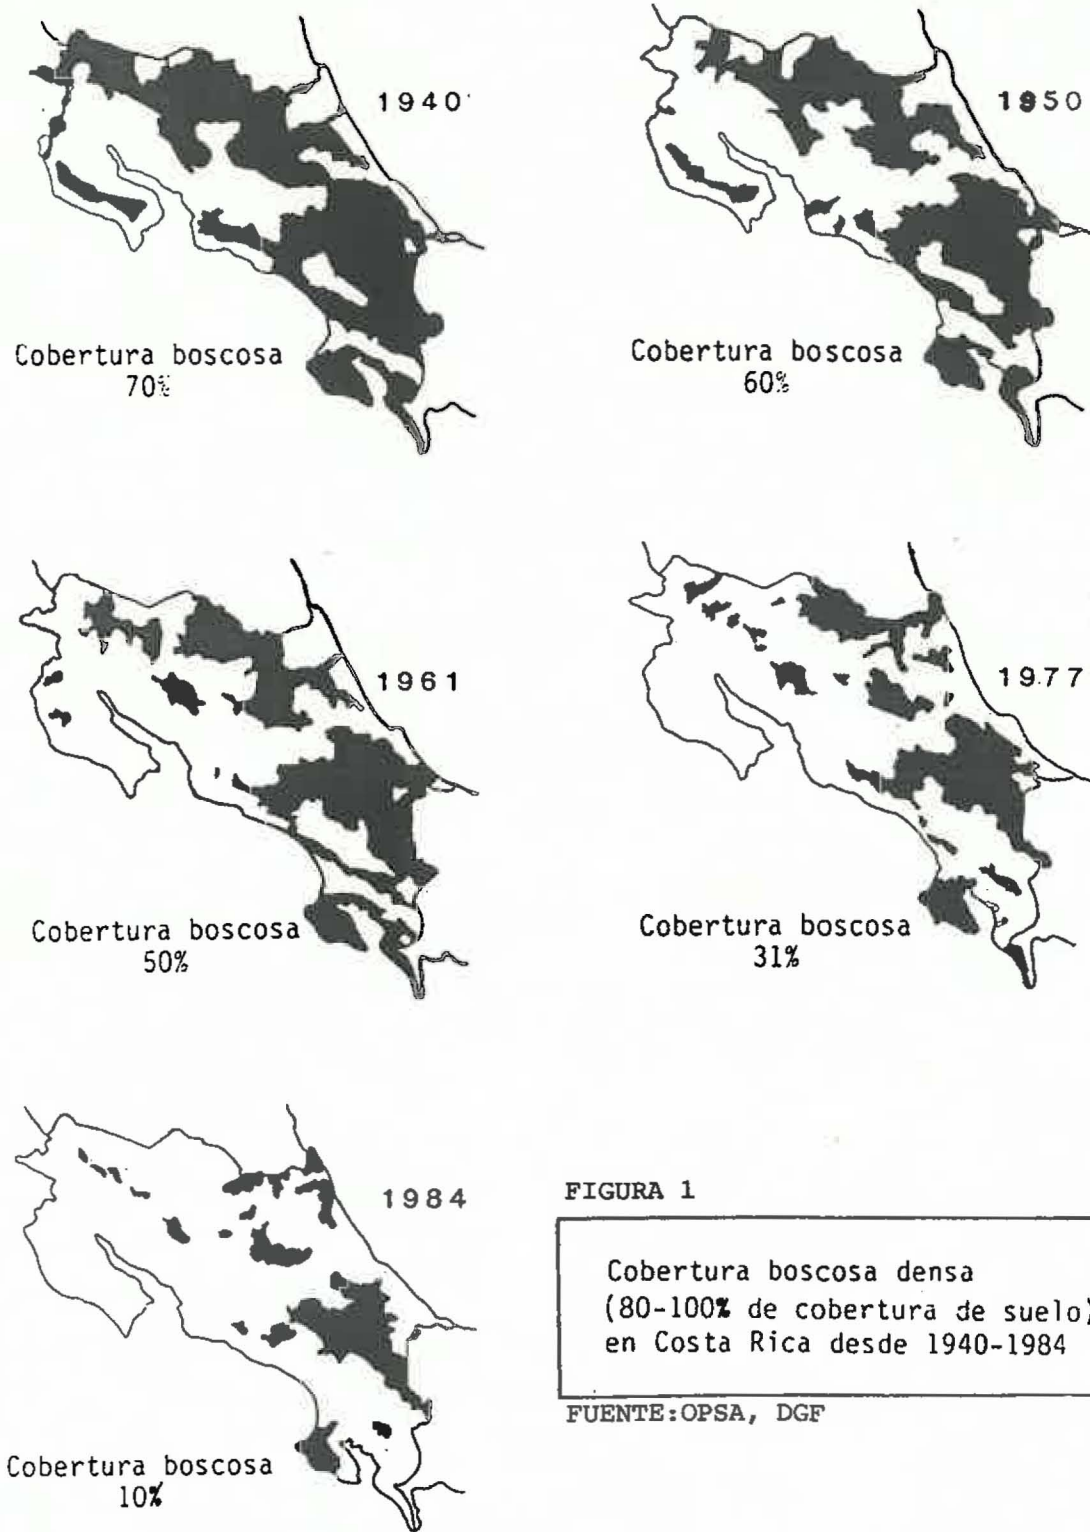 1940
Cobertura boscosa
70%
1950
Cobertura boscosa
60%
1961
Cobertura boscosa
50%
19.77
Cobertura boscosa
31%
1984
Cobertura boscosa
10%
FIGURA 1
Cobertura boscosa densa
(80-100% de cobertura de suelo)
en Costa Rica desde 1940-1984
FUENTE:OPSA, DGF